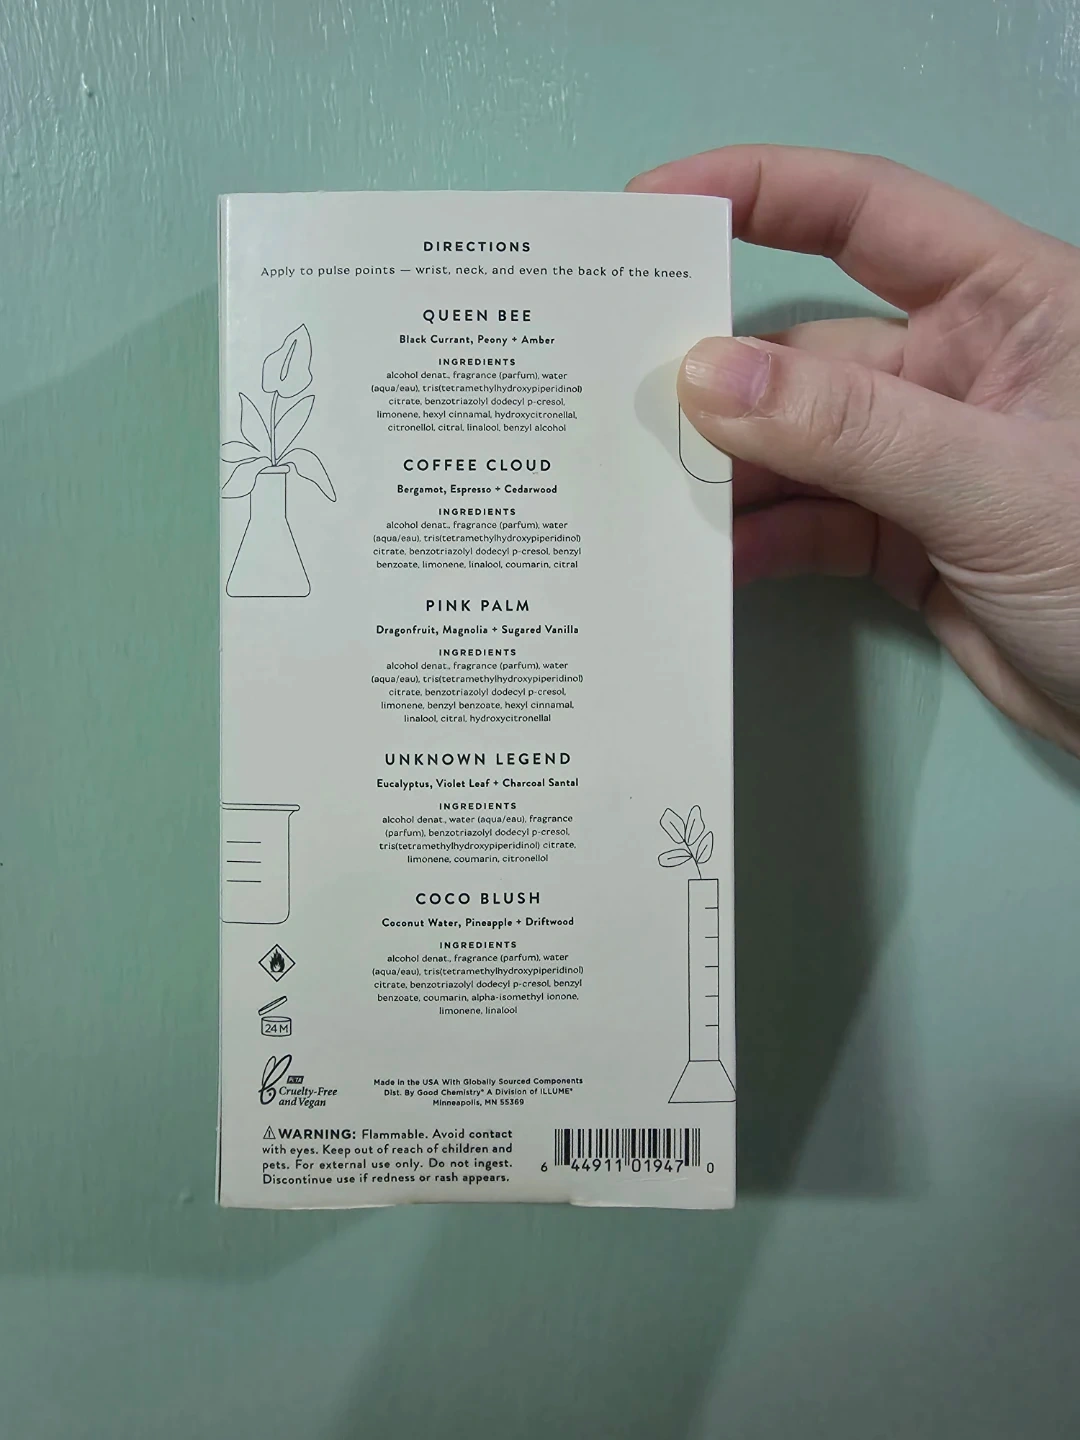 DIRECTIONS
Apply to pulse points — wrist, neck, and even the back of the knees.
QUEEN BEE
Black Currant, Peony + Amber
INGREDIENTS
alcohol denat., fragrance (parfum), water
(aqua/eau), tris(tetramethylhydroxypiperidinol)
citrate, benzotriazolyl dodecyl p-cresol,
limonene, hexyl cinnamal, hydroxycitronellal,
citronellol, citral, linalool, benzyl alcohol
COFFEE CLOUD
Bergamot, Espresso + Cedarwood
INGREDIENTS
alcohol denat., fragrance (parfum), water
(aqua/eau), tris(tetramethylhydroxypiperidinol)
citrate, benzotriazolyl dodecyl p-cresol, benzyl
benzoate, limonene, linalool, coumarin, citral
PINK PALM
Dragonfruit, Magnolia + Sugared Vanilla
INGREDIENTS
alcohol denat., fragrance (parfum), water
(aqua/eau), tris(tetramethylhydroxypiperidinol)
citrate, benzotriazolyl dodecyl p-cresol,
limonene, benzyl benzoate, hexyl cinnamal,
linalool, citral, hydroxycitronellal
UNKNOWN LEGEND
Eucalyptus, Violet Leaf + Charcoal Santal
INGREDIENTS
alcohol denat., water (aqua/eau), fragrance
(parfum), benzotriazolyl dodecyl p-cresol,
tris(tetramethylhydroxypiperidinol) citrate,
limonene, coumarin, citronellol
COCO BLUSH
Coconut Water, Pineapple + Driftwood
INGREDIENTS
alcohol denat., fragrance (parfum), water
(aqua/eau), tris(tetramethylhydroxypiperidinol)
citrate, benzotriazolyl dodecyl p-cresol, benzyl
benzoate, coumarin, alpha-isomethyl ionone,
limonene, linalool
24 M
PETA
Cruelty-Free
and Vegan
Made in the USA With Globally Sourced Components
Dist. By Good Chemistry® A Division of ILLUME®
Minneapolis, MN 55369
WARNING: Flammable. Avoid contact
with eyes. Keep out of reach of children and
pets. For external use only. Do not ingest.
Discontinue use if redness or rash appears.
6 44911 01947 0